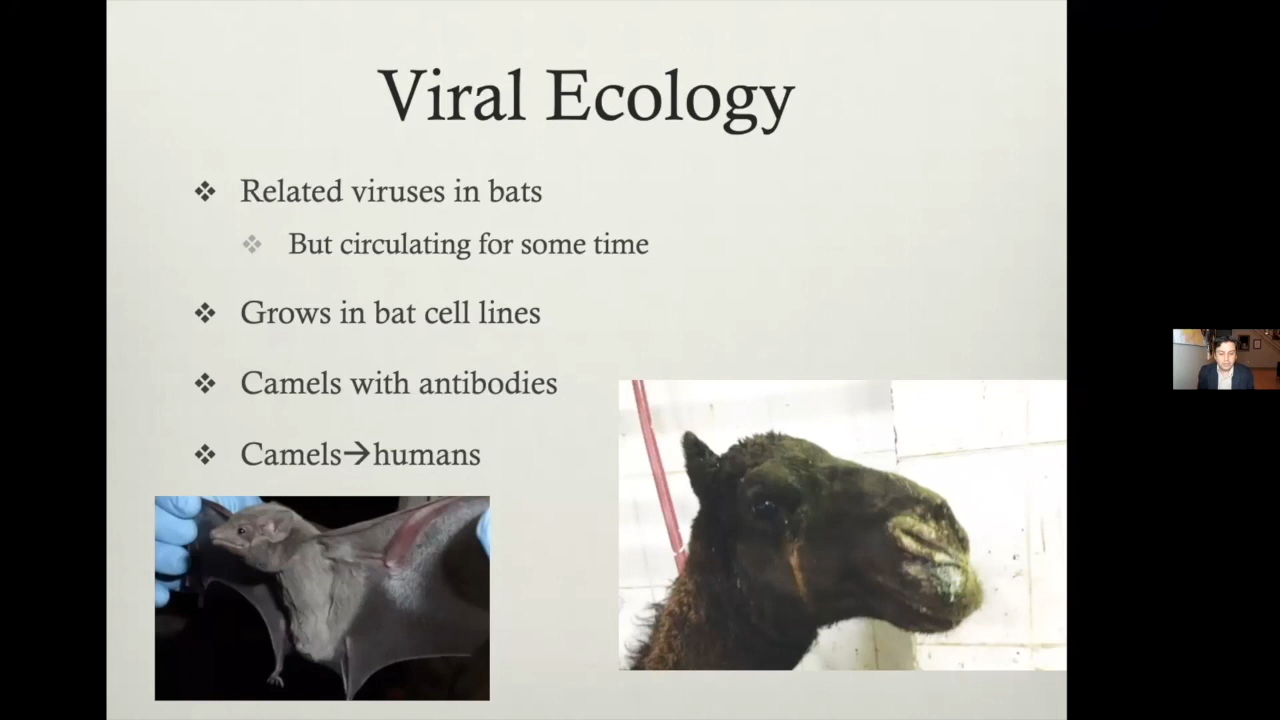 Viral Ecology
Related viruses in bats
But circulating for some time
Grows in bat cell lines
Camels with antibodies
Camels→humans